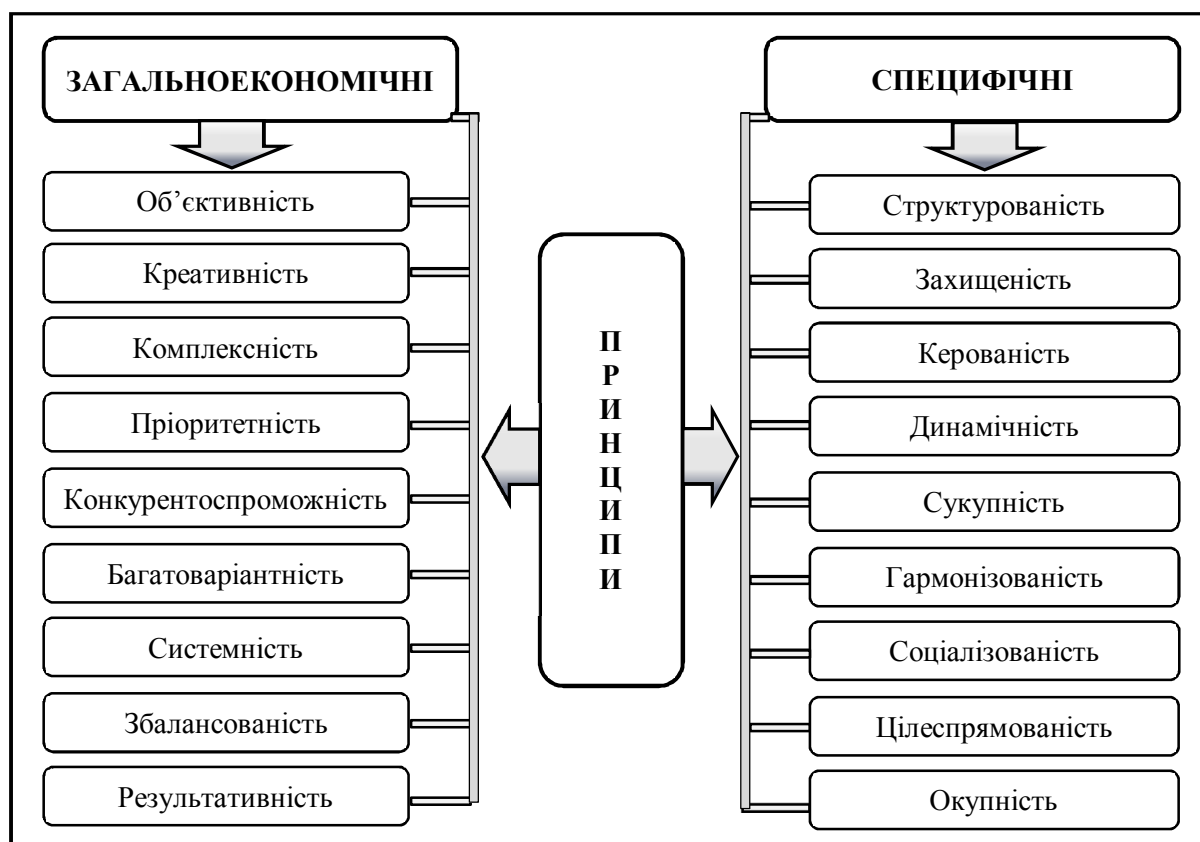 ЗАГАЛЬНОЕКОНОМІЧНІ
Об’єктивність
Креативність
Комплексність
Пріоритетність
Конкурентоспроможність
Багатоваріантність
Системність
Збалансованість
Результативність
ПРИНЦИПИ
СПЕЦИФІЧНІ
Структурованість
Захищеність
Керованість
Динамічність
Сукупність
Гармонізованість
Соціалізованість
Цілеспрямованість
Окупність